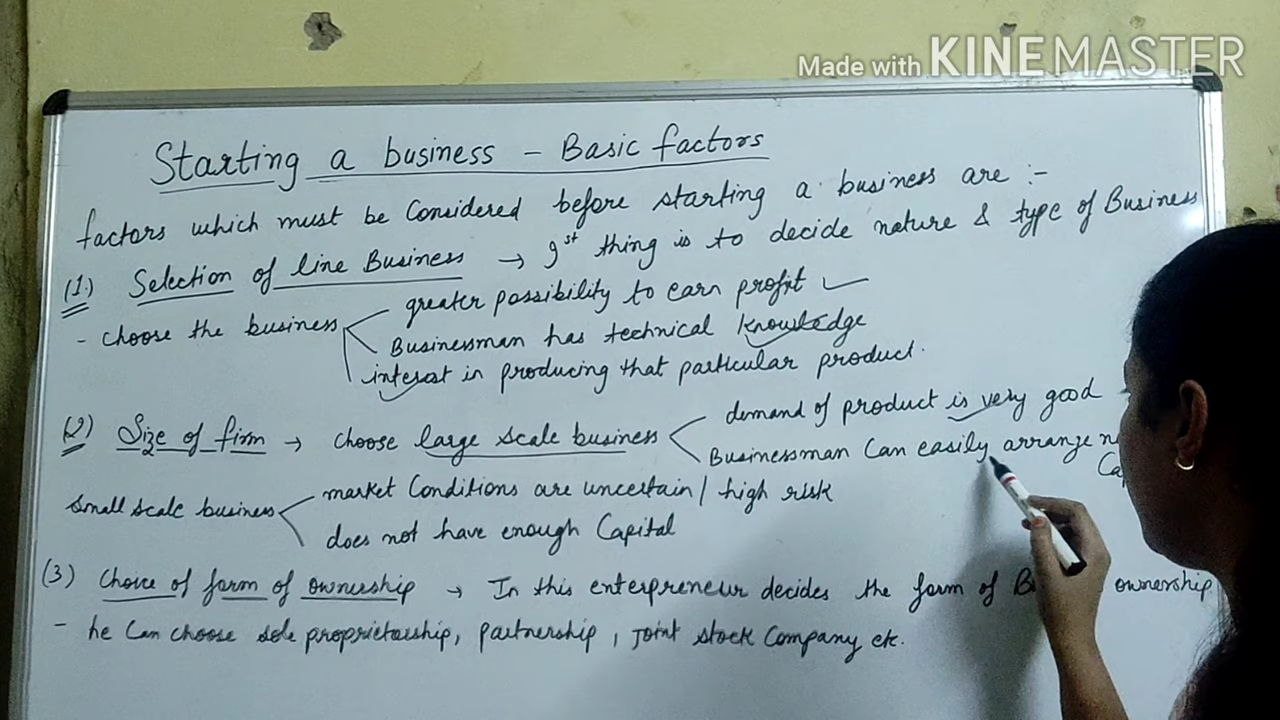 Made with KINEMASTER
Starting a business - Basic factors
factors which must be Considered before starting a business are :-
(1.) Selection of line Business → Ist thing is to decide nature & type of Business
- choose the business
greater possibility to earn profit
Businessman has technical knowledge
interest in producing that particular product.
(2) Size of firm → choose large scale business
demand of product is very good
Businessman Can easily arrange
small scale business
market Conditions are uncertain / high risk
does not have enough Capital
(3) Choice of form of ownership → In this enterpreneur decides the form of ownership
- he Can choose sole proprietorship, partnership, Joint stock Company etc.